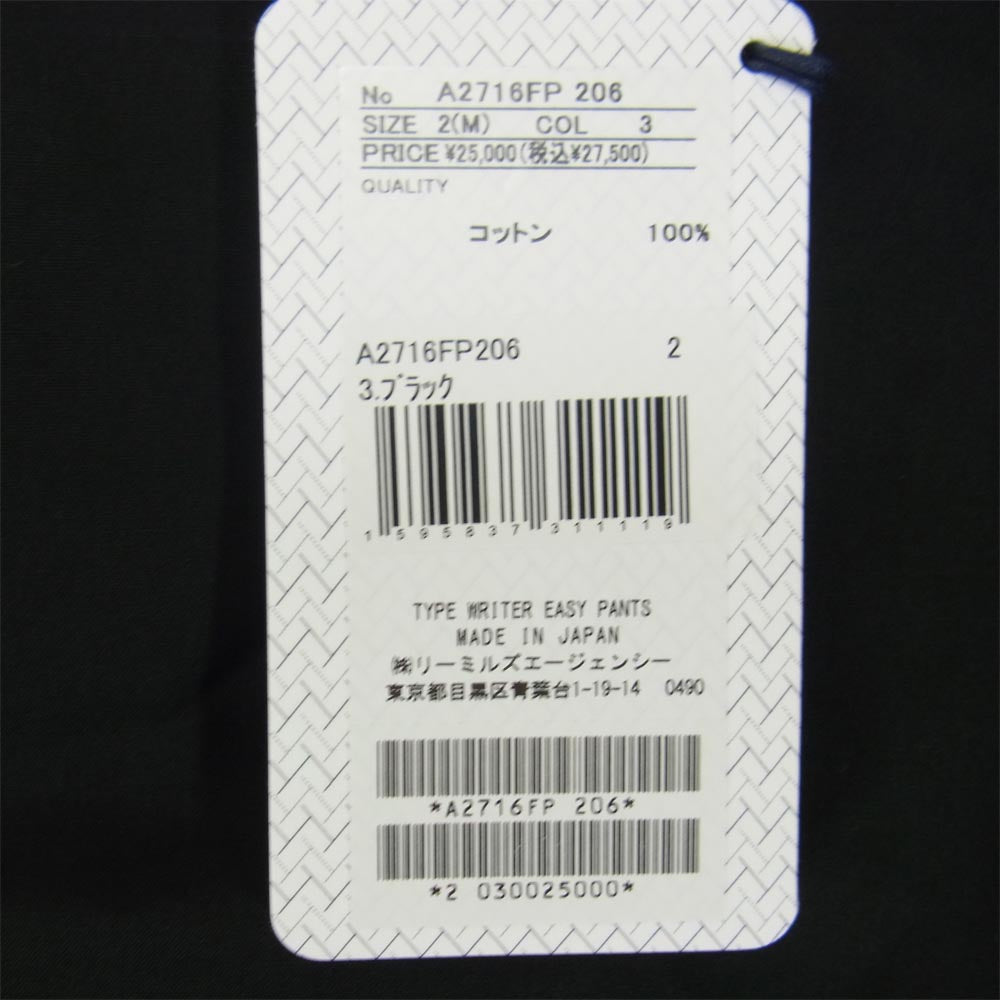 No A2716FP 206
SIZE 2(M) COL 3
PRICE ¥25,000(税込¥27,500)
QUALITY
コットン 100%
A2716FP206 2
3.ブラック
1 595837 311119
TYPE WRITER EASY PANTS
MADE IN JAPAN
㈱リーミルズエージェンシー
東京都目黒区青葉台1-19-14 0490
*A2716FP 206*
*2 030025000*